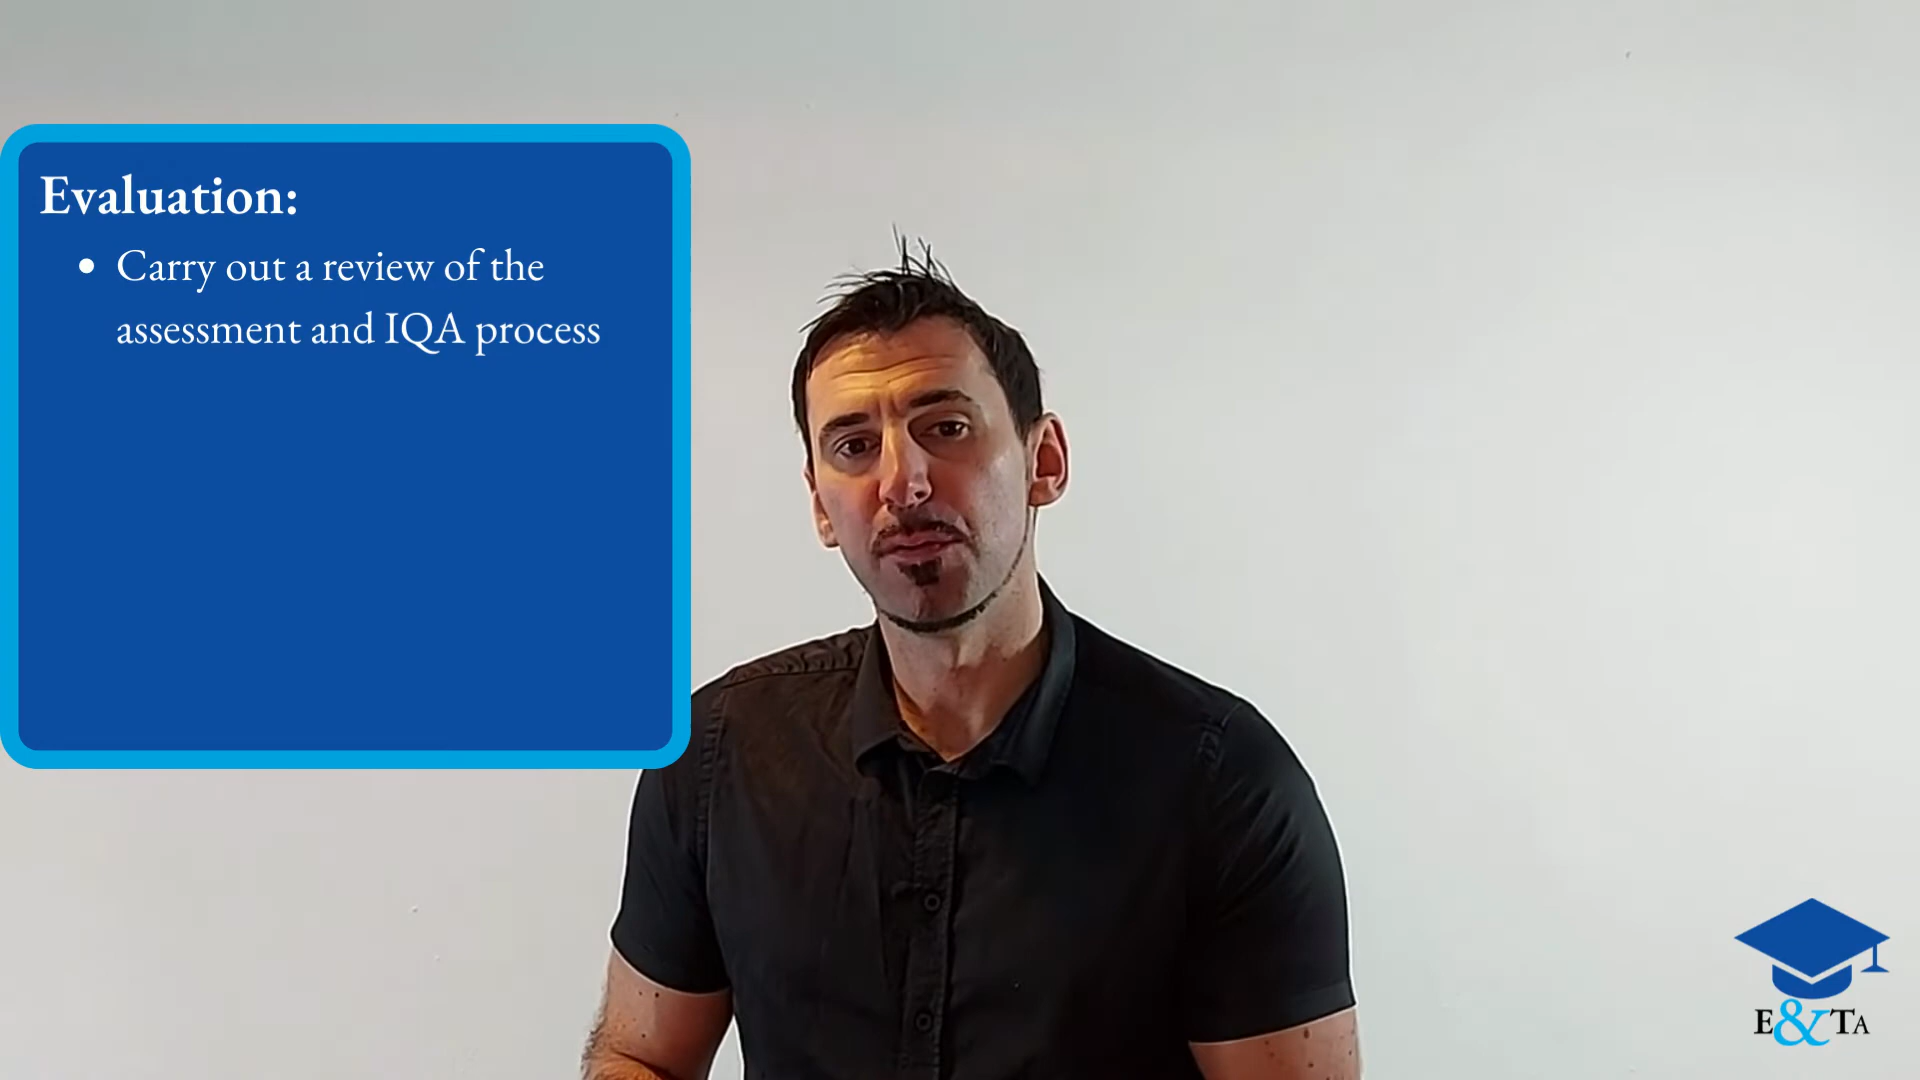 Evaluation:
• Carry out a review of the
assessment and IQA process
E&TA